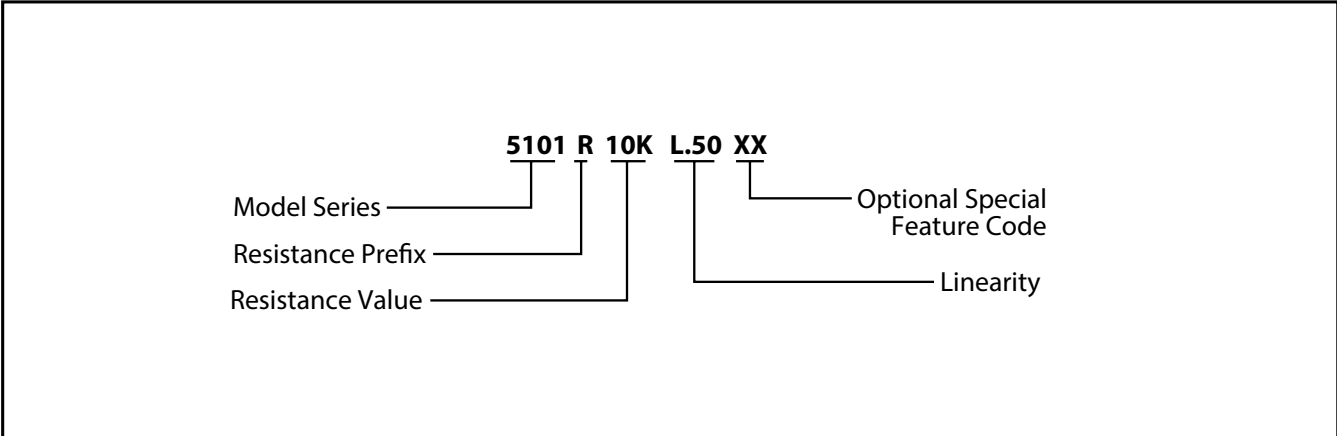 5101 R 10K L.50 XX
Model Series
Resistance Prefix
Resistance Value
Optional Special
Feature Code
Linearity